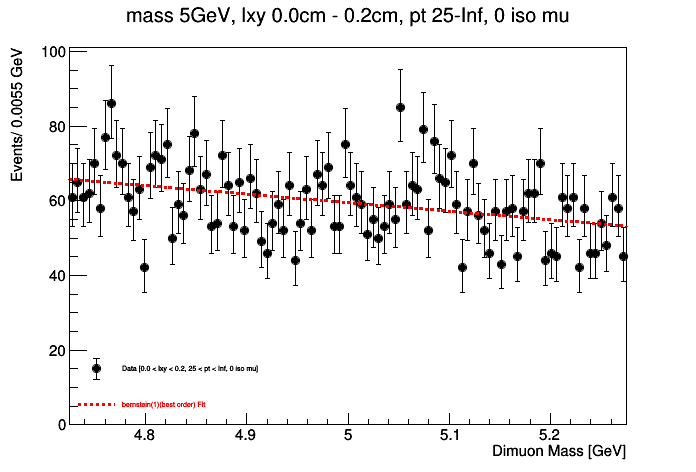 mass 5GeV, lxy 0.0cm - 0.2cm, pt 25-Inf, 0 iso mu
Events/ 0.0055 GeV
100
80
60
40
20
0
Data [0.0 < lxy < 0.2, 25 < pt < Inf, 0 iso mu]
bernstein(1)(best order) Fit
4.8 4.9 5 5.1 5.2
Dimuon Mass [GeV]